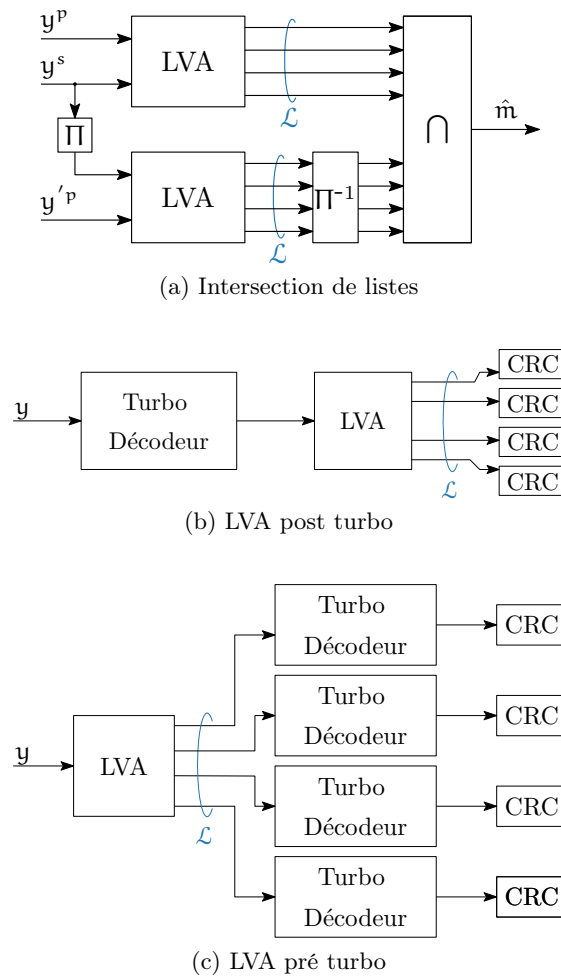 y^p
LVA
y^s
Π
ℒ
⋂
m̂
LVA
Π^-1
y'^p
ℒ
(a) Intersection de listes
CRC
Turbo
Décodeur
y
LVA
CRC
CRC
CRC
ℒ
(b) LVA post turbo
Turbo
Décodeur
CRC
Turbo
Décodeur
CRC
y
LVA
ℒ
Turbo
Décodeur
CRC
Turbo
Décodeur
CRC
(c) LVA pré turbo